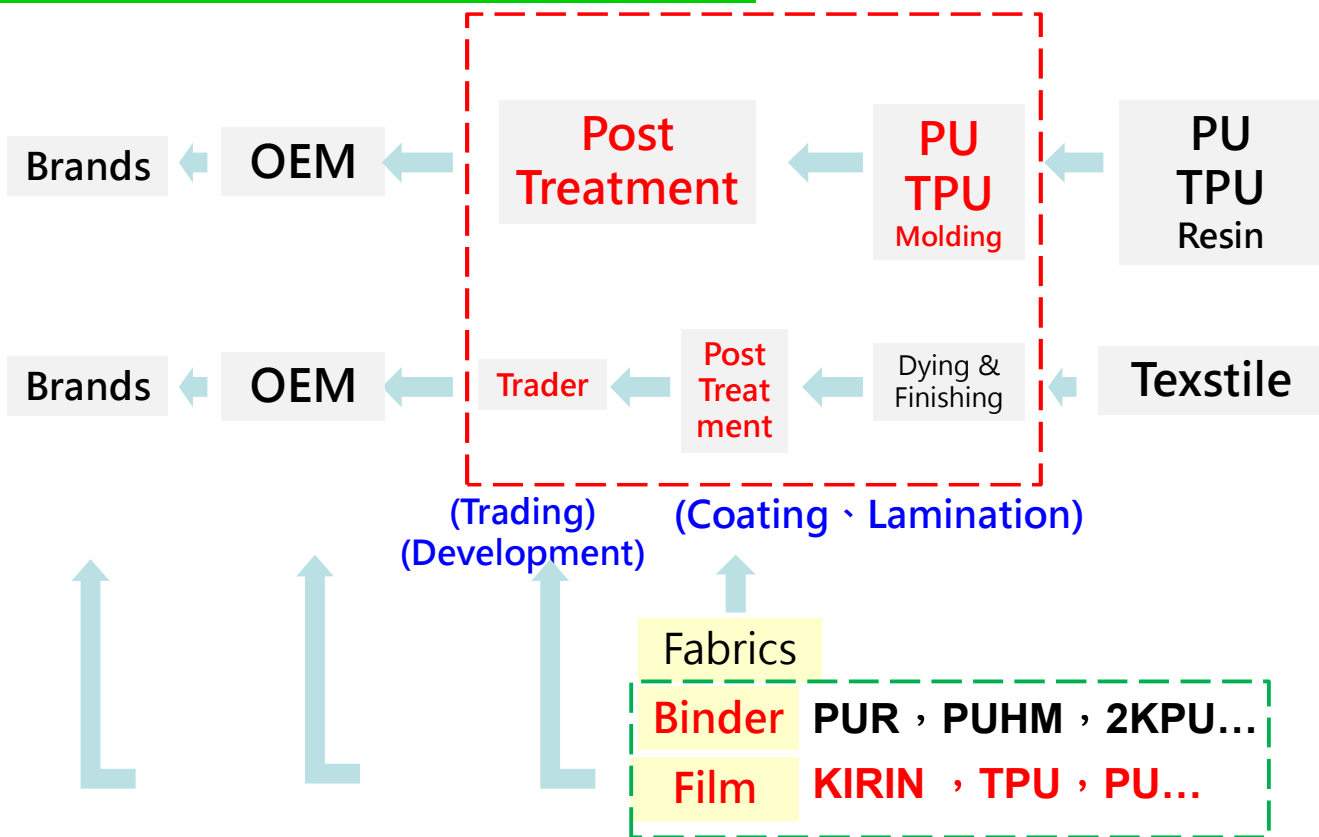 Brands
OEM
Post
Treatment
PU
TPU
Molding
PU
TPU
Resin
Brands
OEM
Trader
Post
Treat
ment
Dying &
Finishing
Texstile
(Trading)
(Development)
(Coating、Lamination)
Fabrics
Binder PUR，PUHM，2KPU…
Film KIRIN ，TPU，PU…